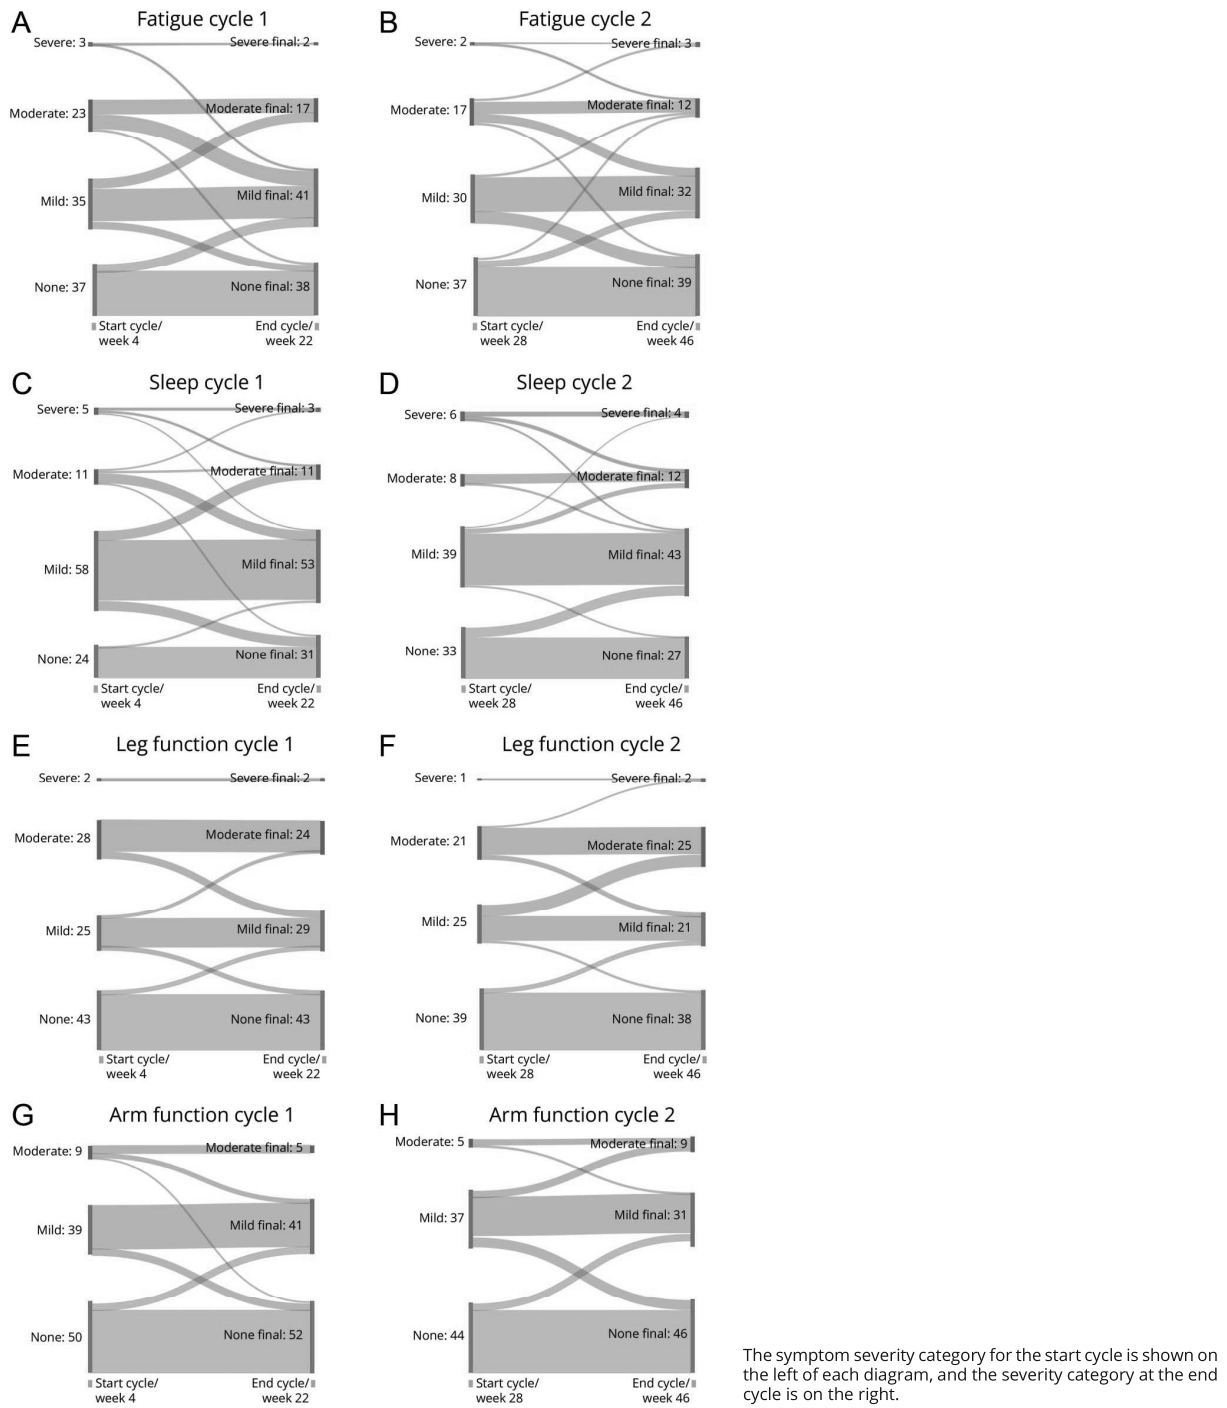 A
Fatigue cycle 1
Severe: 3
Severe final: 2
Moderate: 23
Moderate final: 17
Mild: 35
Mild final: 41
None: 37
None final: 38
Start cycle/
week 4
End cycle/
week 22
B
Fatigue cycle 2
Severe: 2
Severe final: 3
Moderate: 17
Moderate final: 12
Mild: 30
Mild final: 32
None: 37
None final: 39
Start cycle/
week 28
End cycle/
week 46
C
Sleep cycle 1
Severe: 5
Severe final: 3
Moderate: 11
Moderate final: 11
Mild: 58
Mild final: 53
None: 24
None final: 31
Start cycle/
week 4
End cycle/
week 22
D
Sleep cycle 2
Severe: 6
Severe final: 4
Moderate: 8
Moderate final: 12
Mild: 39
Mild final: 43
None: 33
None final: 27
Start cycle/
week 28
End cycle/
week 46
E
Leg function cycle 1
Severe: 2
Severe final: 2
Moderate: 28
Moderate final: 24
Mild: 25
Mild final: 29
None: 43
None final: 43
Start cycle/
week 4
End cycle/
week 22
F
Leg function cycle 2
Severe: 1
Severe final: 2
Moderate: 21
Moderate final: 25
Mild: 25
Mild final: 21
None: 39
None final: 38
Start cycle/
week 28
End cycle/
week 46
G
Arm function cycle 1
Moderate: 9
Moderate final: 5
Mild: 39
Mild final: 41
None: 50
None final: 52
Start cycle/
week 4
End cycle/
week 22
H
Arm function cycle 2
Moderate: 5
Moderate final: 9
Mild: 37
Mild final: 31
None: 44
None final: 46
Start cycle/
week 28
End cycle/
week 46
The symptom severity category for the start cycle is shown on
the left of each diagram, and the severity category at the end
cycle is on the right.